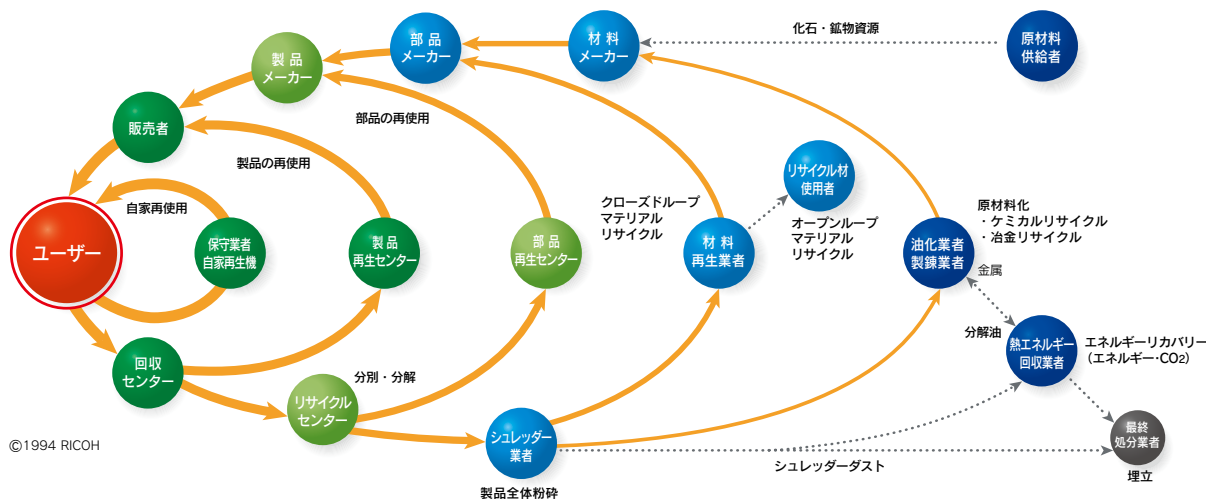 部 品
メーカー
材 料
メーカー
化石・鉱物資源
原材料
供給者
製 品
メーカー
部品の再使用
販売者
製品の再使用
リサイクル材
使用者
自家再使用
クローズドループ
マテリアル
リサイクル
オープンループ
マテリアル
リサイクル
原材料化
・ケミカルリサイクル
・冶金リサイクル
ユーザー
保守業者
自家再生機
製 品
再生センター
部 品
再生センター
材 料
再生業者
油化業者
製錬業者
金属
分解油
熱エネルギー
回収業者
エネルギーリカバリー
(エネルギー・CO2)
回収
センター
分別・分解
リサイクル
センター
シュレッダー
業者
製品全体粉砕
シュレッダーダスト
最終
処分業者
埋立
©1994 RICOH